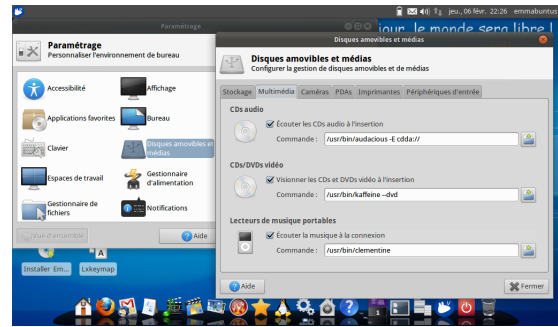 jeu., 06 févr. 22:26 emmabuntus
Paramétrage
jour, le monde sera libre !
Paramétrage
Personnaliser l'environnement de bureau
Accessibilité
Affichage
Applications favorites
Bureau
Clavier
Disques amovibles et
médias
Espaces de travail
Gestionnaire
d'alimentation
Gestionnaire de
fichiers
Notifications
Vue d'ensemble
Aide
Installer Em...
Lxkeymap
Disques amovibles et médias
Disques amovibles et médias
Configurer la gestion de disques amovibles et de médias
Stockage Multimédia Caméras PDAs Imprimantes Périphériques d'entrée
CDs audio
Écouter les CDs audio à l'insertion
Commande : /usr/bin/audacious -E cdda://
CDs/DVDs vidéo
Visionner les CDs et DVDs vidéo à l'insertion
Commande : /usr/bin/kaffeine --dvd
Lecteurs de musique portables
Écouter la musique à la connexion
Commande : /usr/bin/clementine
Aide
Fermer